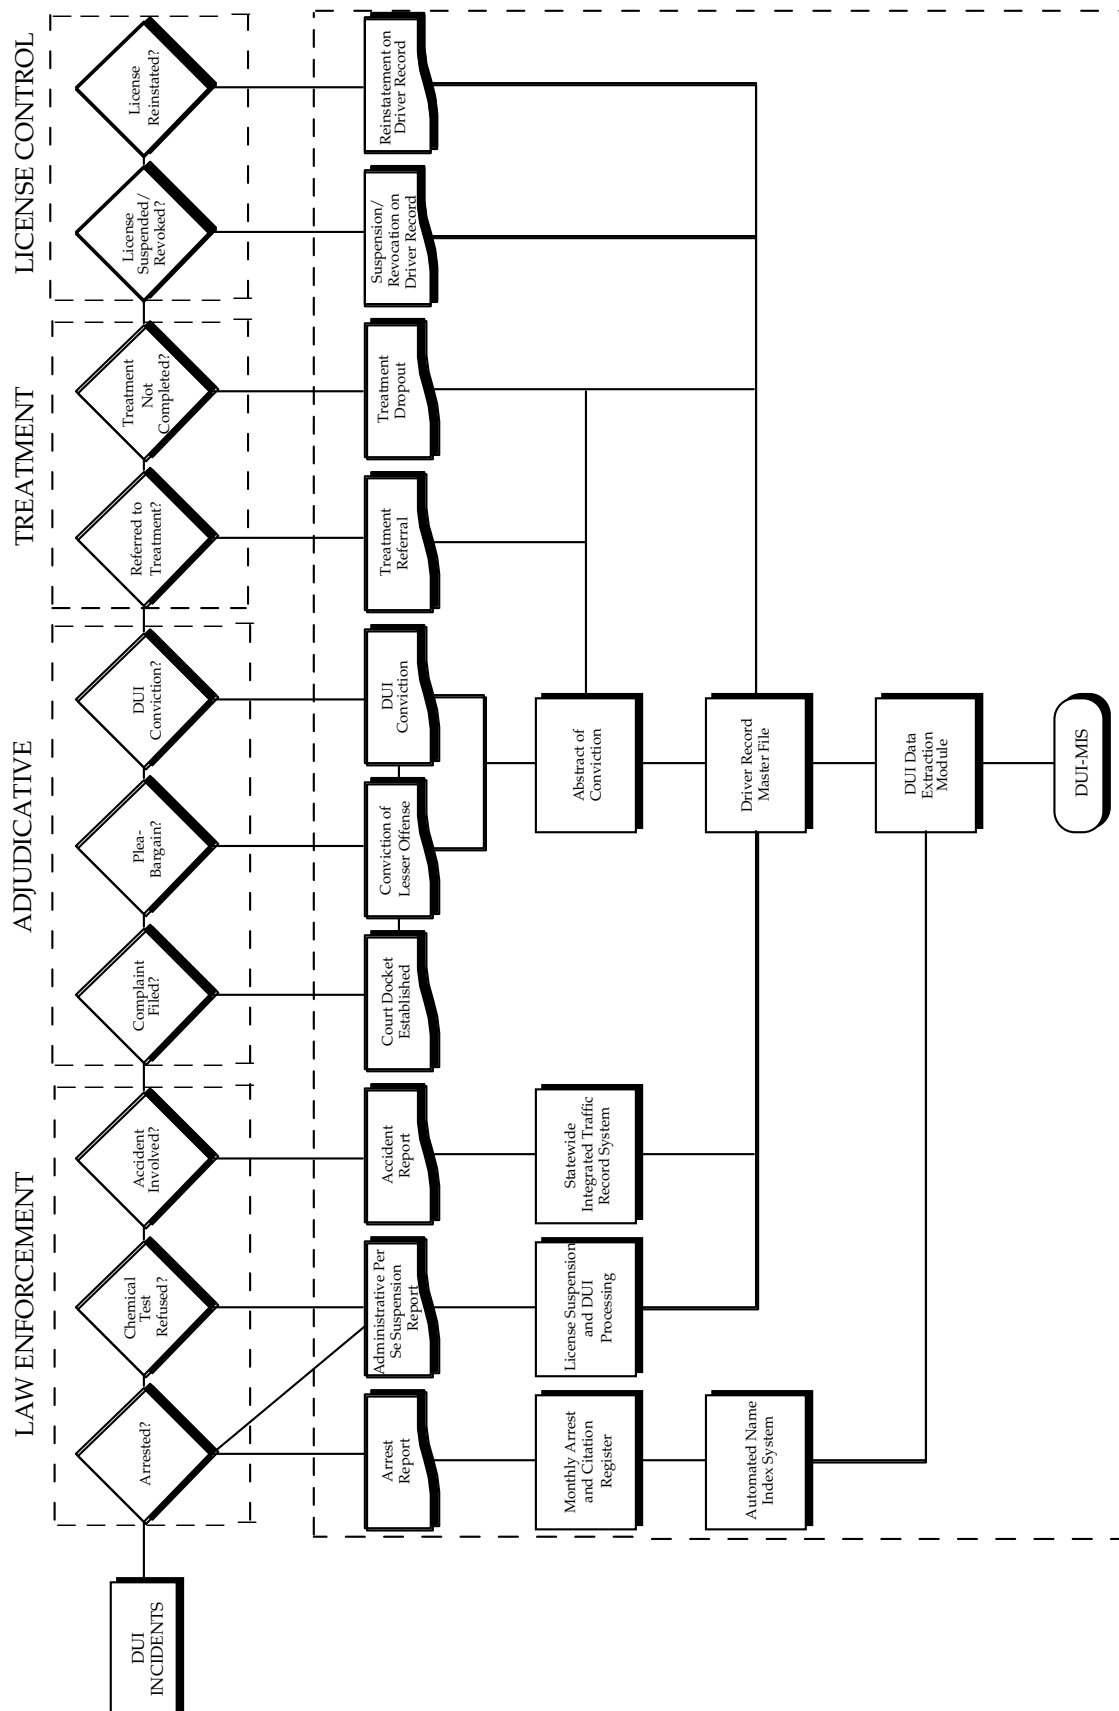 LAW ENFORCEMENT
ADJUDICATIVE
TREATMENT
LICENSE CONTROL
DUI
INCIDENTS
Arrested?
Chemical
Test
Refused?
Accident
Involved?
Complaint
Filed?
Plea-
Bargain?
DUI
Conviction?
Referred to
Treatment?
Treatment
Not
Completed?
License
Suspended/
Revoked?
License
Reinstated?
Arrest
Report
Administrative Per
Se Suspension
Report
Accident
Report
Court Docket
Established
Conviction of
Lesser Offense
DUI
Conviction
Treatment
Referral
Treatment
Dropout
Suspension/
Revocation on
Driver Record
Reinstatement on
Driver Record
Monthly Arrest
and Citation
Register
License Suspension
and DUI
Processing
Statewide
Integrated Traffic
Record System
Abstract of
Conviction
Automated Name
Index System
Driver Record
Master File
DUI Data
Extraction
Module
DUI-MIS